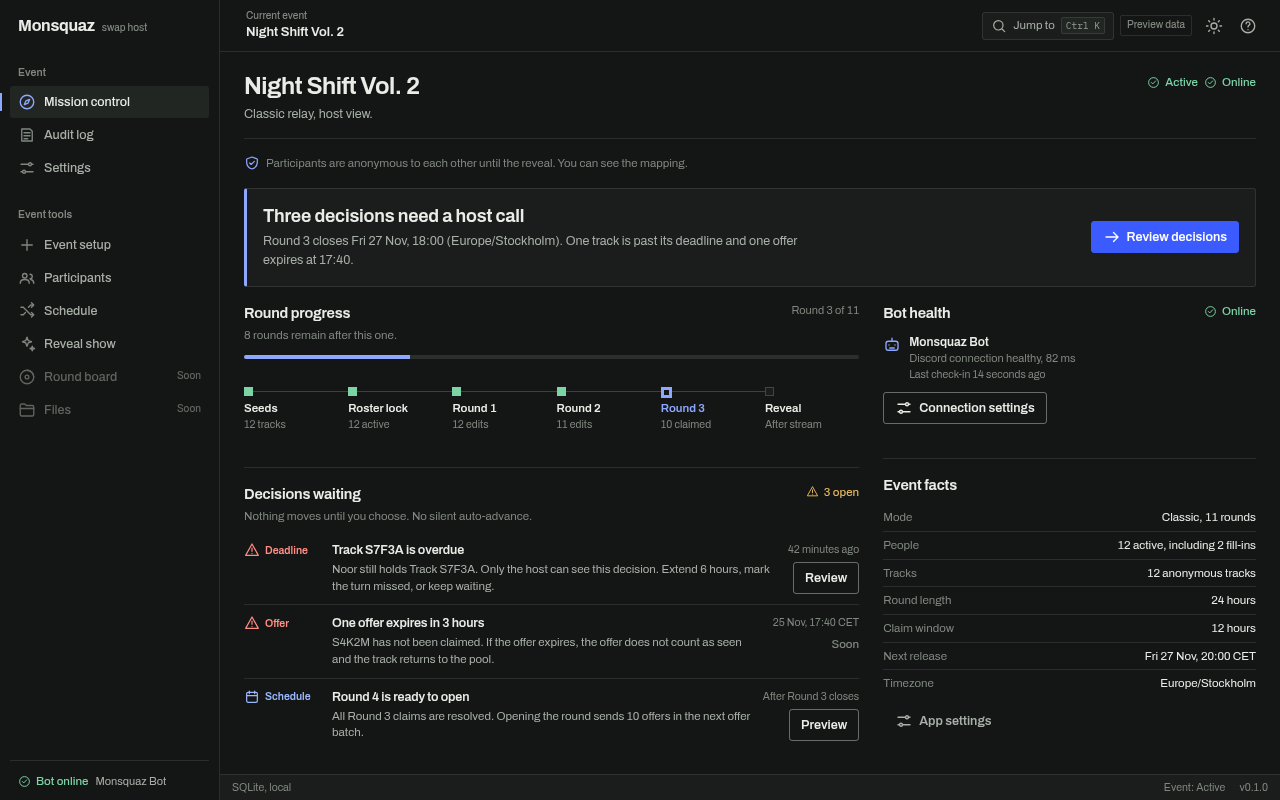 Monsquaz swap host
Event
Mission control
Audit log
Settings
Event tools
Event setup
Participants
Schedule
Reveal show
Round board Soon
Files Soon
Bot online Monsquaz Bot
Current event
Night Shift Vol. 2
Jump to Ctrl K
Preview data
Night Shift Vol. 2
Active Online
Classic relay, host view.
Participants are anonymous to each other until the reveal. You can see the mapping.
Three decisions need a host call
Round 3 closes Fri 27 Nov, 18:00 (Europe/Stockholm). One track is past its deadline and one offer
expires at 17:40.
Review decisions
Round progress
Round 3 of 11
8 rounds remain after this one.
Seeds
12 tracks
Roster lock
12 active
Round 1
12 edits
Round 2
11 edits
Round 3
10 claimed
Reveal
After stream
Decisions waiting
3 open
Nothing moves until you choose. No silent auto-advance.
Deadline
Track S7F3A is overdue
42 minutes ago
Noor still holds Track S7F3A. Only the host can see this decision. Extend 6 hours, mark
the turn missed, or keep waiting.
Review
Offer
One offer expires in 3 hours
25 Nov, 17:40 CET
S4K2M has not been claimed. If the offer expires, the offer does not count as seen
and the track returns to the pool.
Soon
Schedule
Round 4 is ready to open
After Round 3 closes
All Round 3 claims are resolved. Opening the round sends 10 offers in the next offer
batch.
Preview
Bot health
Online
Monsquaz Bot
Discord connection healthy, 82 ms
Last check-in 14 seconds ago
Connection settings
Event facts
Mode Classic, 11 rounds
People 12 active, including 2 fill-ins
Tracks 12 anonymous tracks
Round length 24 hours
Claim window 12 hours
Next release Fri 27 Nov, 20:00 CET
Timezone Europe/Stockholm
App settings
SQLite, local
Event: Active v0.1.0